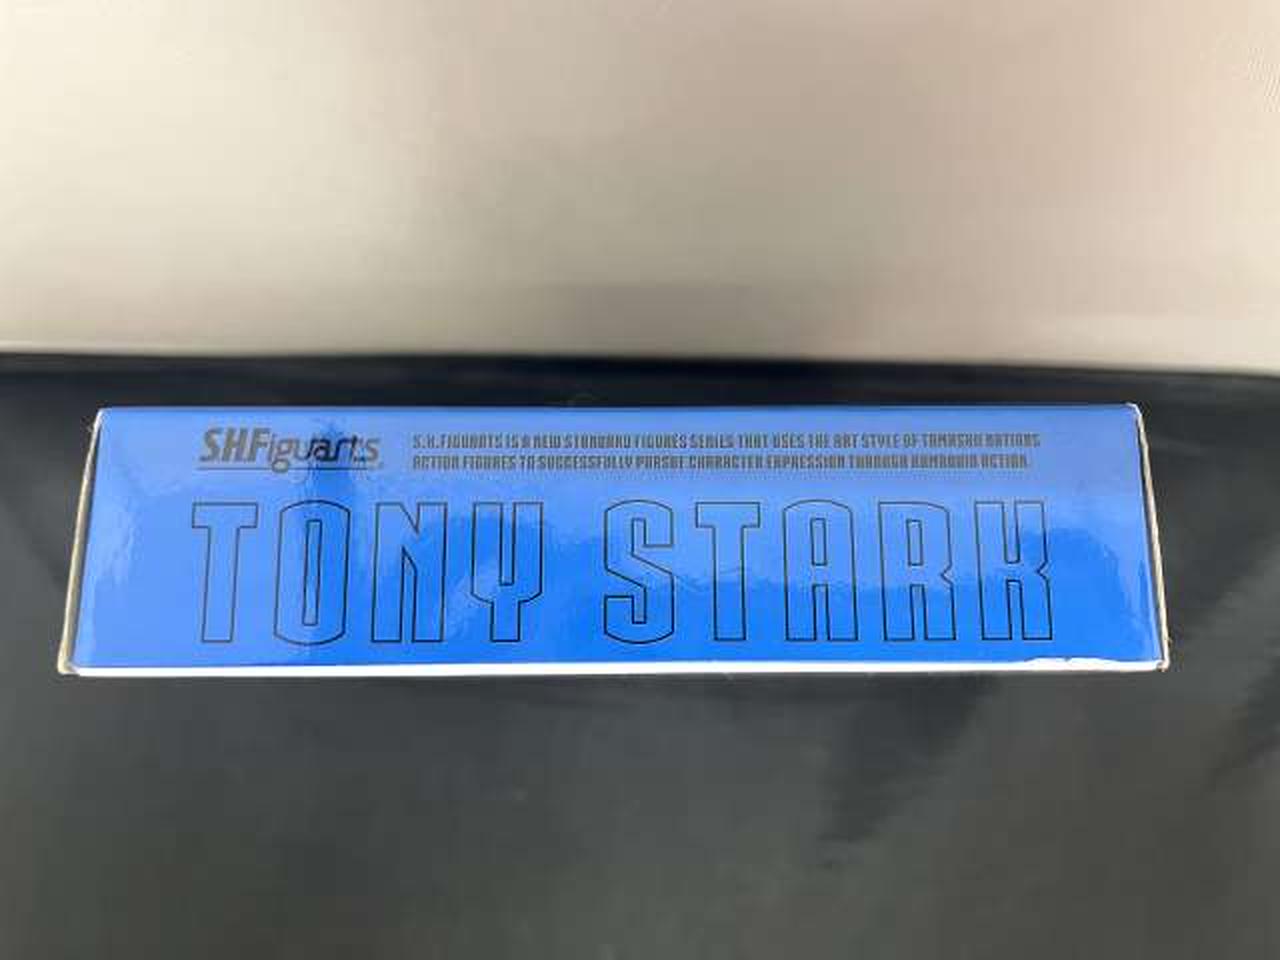 S.H.Figuarts
S.H.FIGUARTS IS A NEW STANDARD FIGURES SERIES THAT USES THE ART STYLE OF TAMASHII NATIONS
ACTION FIGURES TO SUCCESSFULLY PURSUE CHARACTER EXPRESSION THROUGH HUMANOID ACTION.
TONY STARK